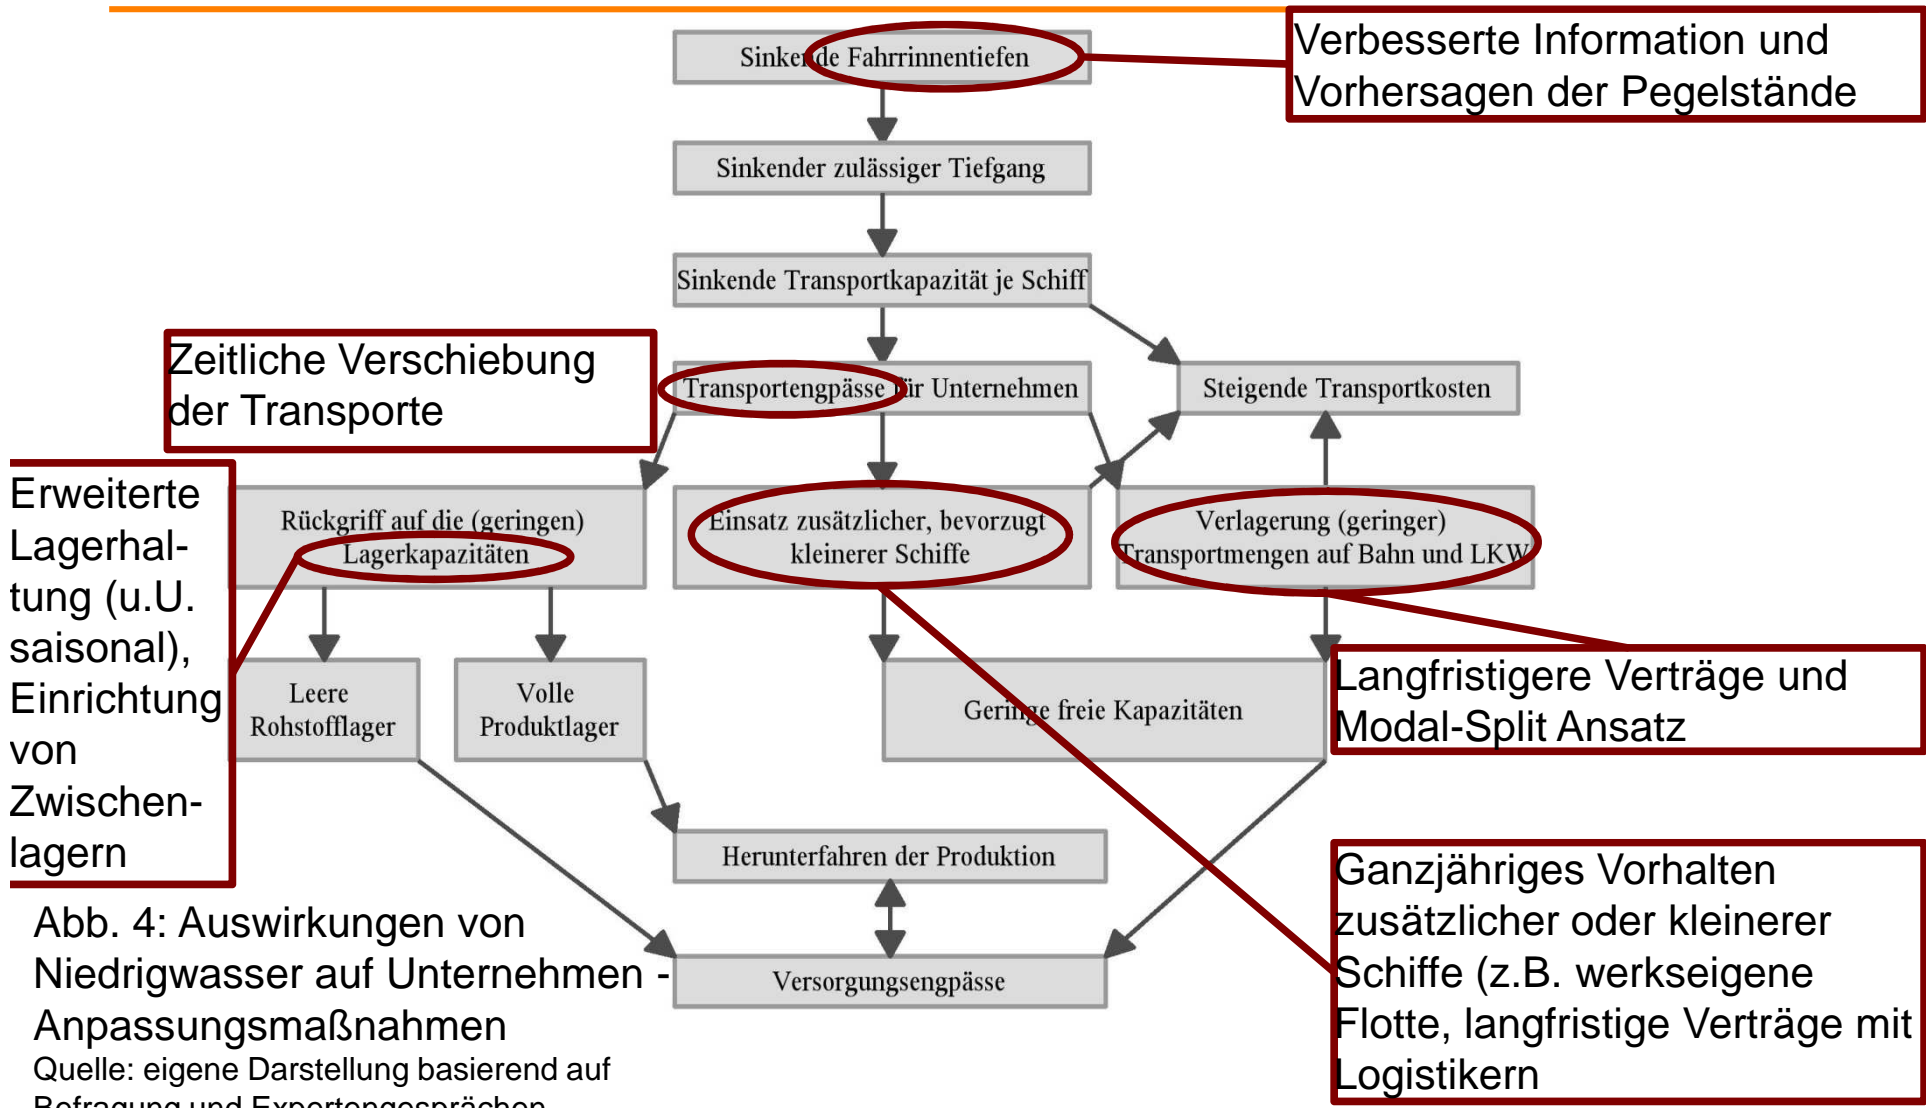 Sinkende Fahrrinnentiefen
Verbesserte Information und
Vorhersagen der Pegelstände
Sinkender zulässiger Tiefgang
Sinkende Transportkapazität je Schiff
Zeitliche Verschiebung
der Transporte
Transportengpässe für Unternehmen
Steigende Transportkosten
Erweiterte
Lagerhal-
tung (u.U.
saisonal),
Einrichtung
von
Zwischen-
lagern
Rückgriff auf die (geringen)
Lagerkapazitäten
Einsatz zusätzlicher, bevorzugt
kleinerer Schiffe
Verlagerung (geringer)
Transportmengen auf Bahn und LKW
Leere
Rohstofflager
Volle
Produktlager
Geringe freie Kapazitäten
Langfristigere Verträge und
Modal-Split Ansatz
Herunterfahren der Produktion
Versorgungsengpässe
Ganzjähriges Vorhalten
zusätzlicher oder kleinerer
Schiffe (z.B. werkseigene
Flotte, langfristige Verträge mit
Logistikern
Abb. 4: Auswirkungen von
Niedrigwasser auf Unternehmen -
Anpassungsmaßnahmen
Quelle: eigene Darstellung basierend auf
Befragung und Expertengesprächen